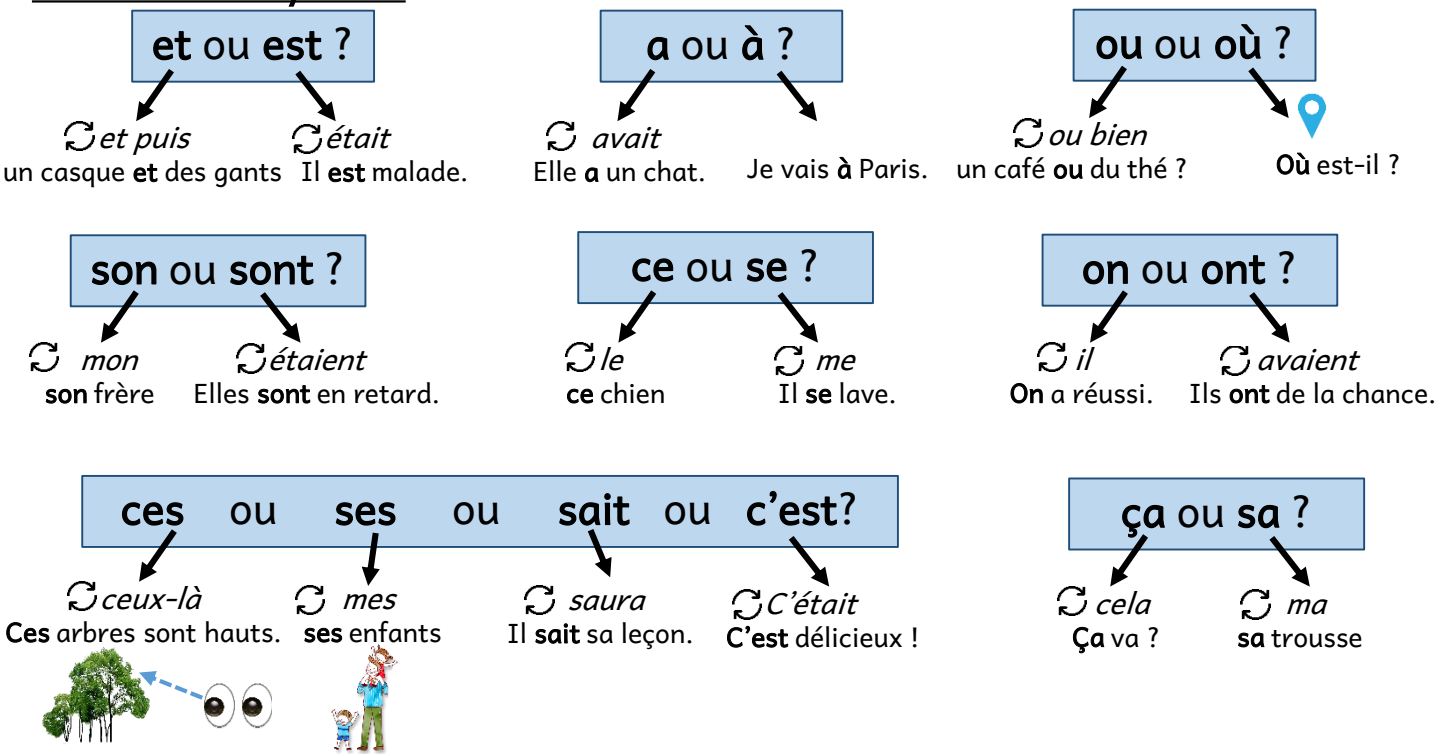 et ou est ?
a ou à ?
ou ou où ?
et puis
était
avait
ou bien
un casque et des gants
Il est malade.
Elle a un chat.
Je vais à Paris.
un café ou du thé ?
Où est-il ?
son ou sont ?
ce ou se ?
on ou ont ?
mon
étaient
le
me
il
avaient
son frère
Elles sont en retard.
ce chien
Il se lave.
On a réussi.
Ils ont de la chance.
ces ou ses ou sait ou c’est?
ça ou sa ?
ceux-là
mes
saura
C’était
cela
ma
Ces arbres sont hauts.
ses enfants
Il sait sa leçon.
C’est délicieux !
Ça va ?
sa trousse